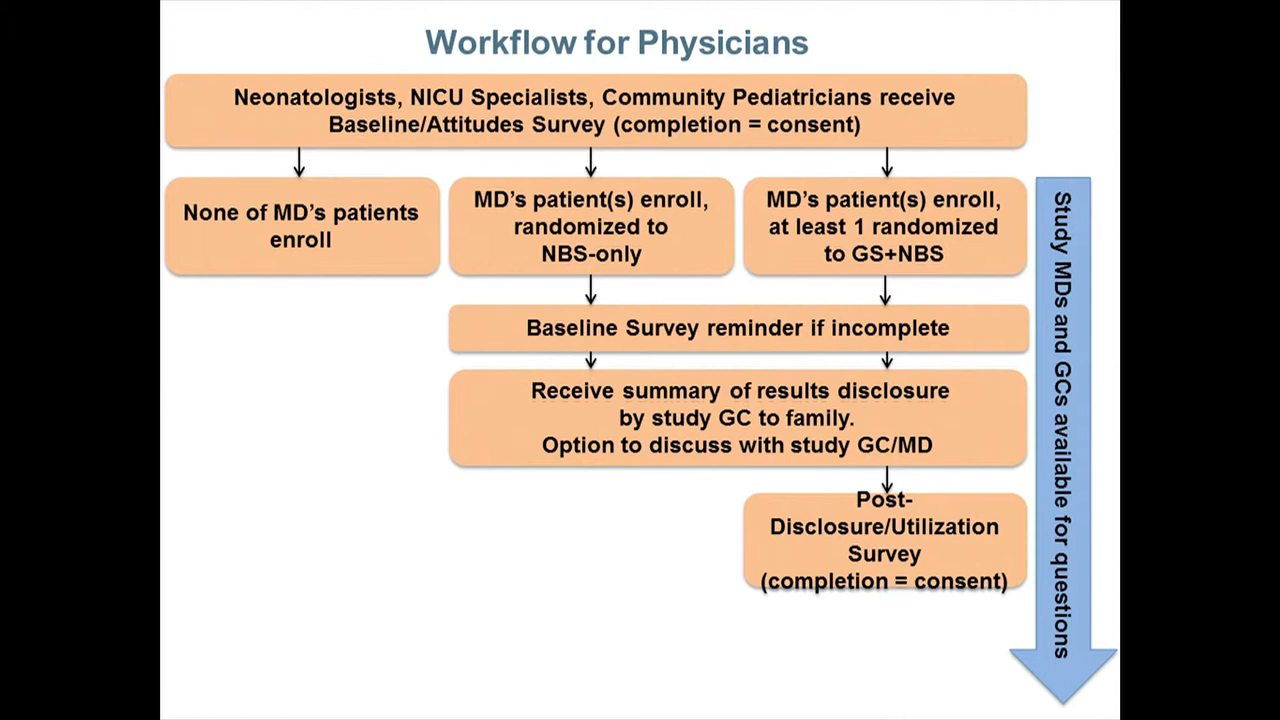 Workflow for Physicians
Neonatologists, NICU Specialists, Community Pediatricians receive
Baseline/Attitudes Survey (completion = consent)
None of MD’s patients
enroll
MD’s patient(s) enroll,
randomized to
NBS-only
MD’s patient(s) enroll,
at least 1 randomized
to GS+NBS
Baseline Survey reminder if incomplete
Receive summary of results disclosure
by study GC to family.
Option to discuss with study GC/MD
Post-
Disclosure/Utilization
Survey
(completion = consent)
Study MDs and GCs available for questions